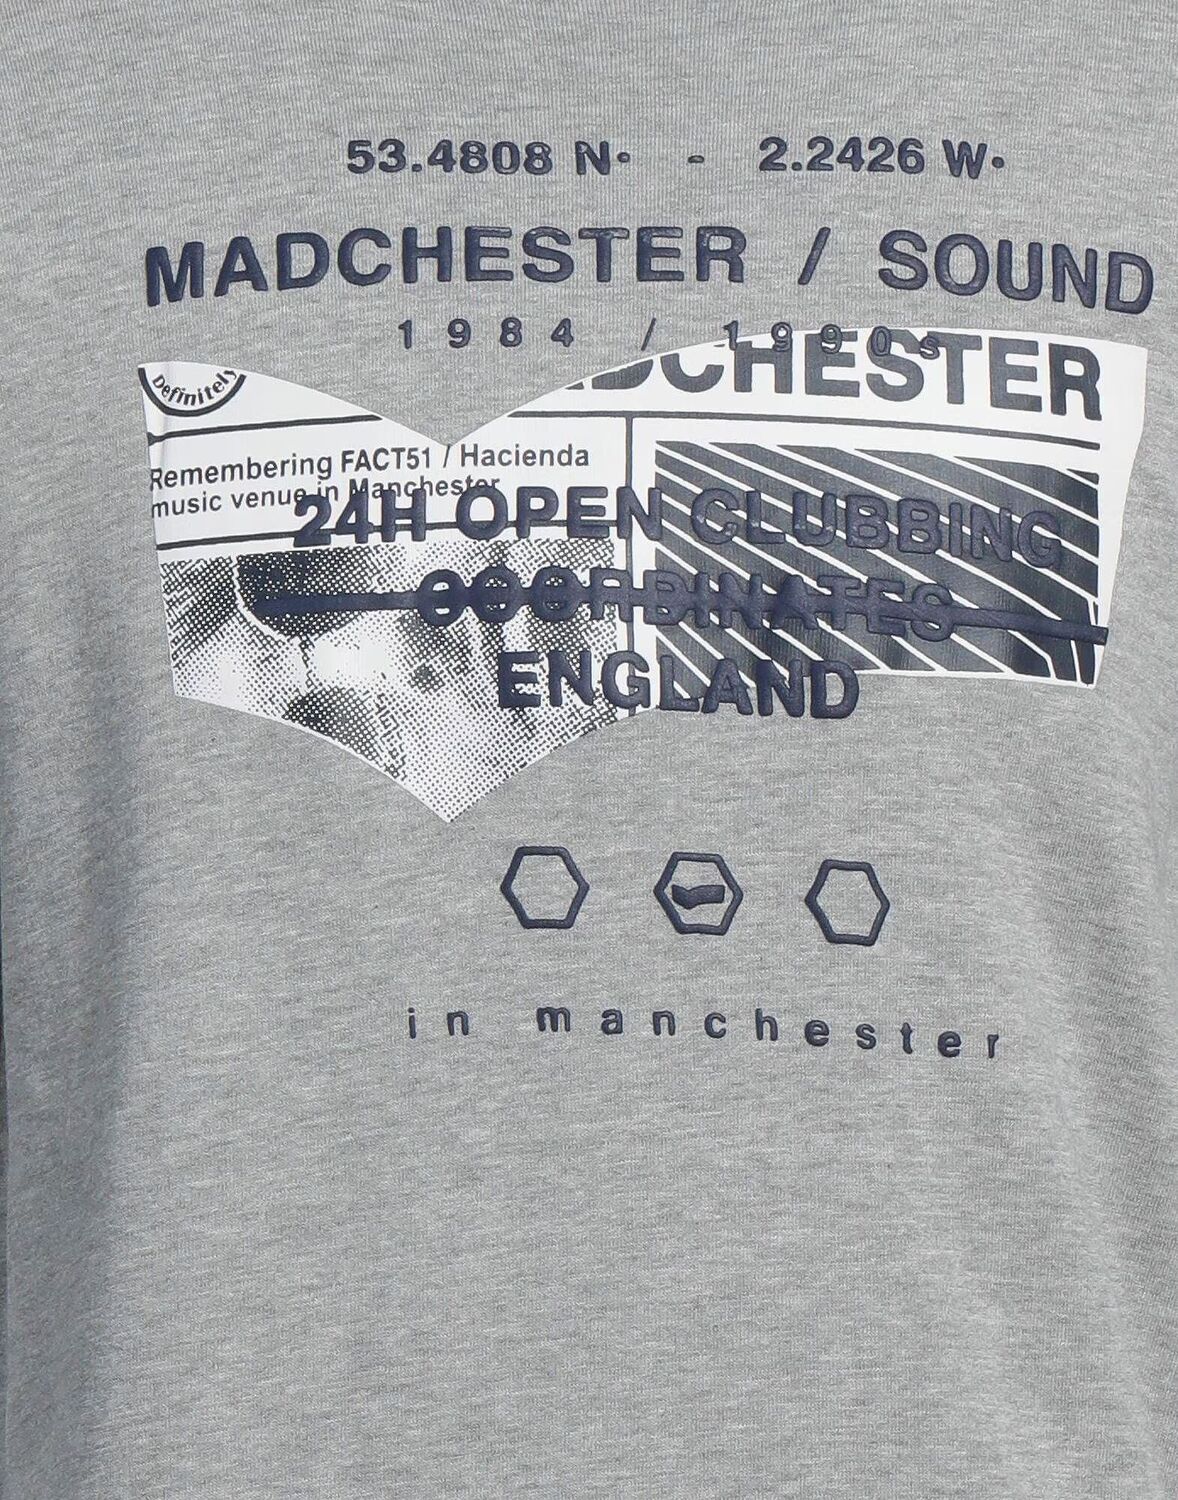 53.4808 N• - 2.2426 W•
MADCHESTER / SOUND
1984 / 1990s
Definitely
CHESTER
Remembering FACT51 / Hacienda
music venue in Manchester
24H OPEN CLUBBING
COORDINATES
ENGLAND
in manchester